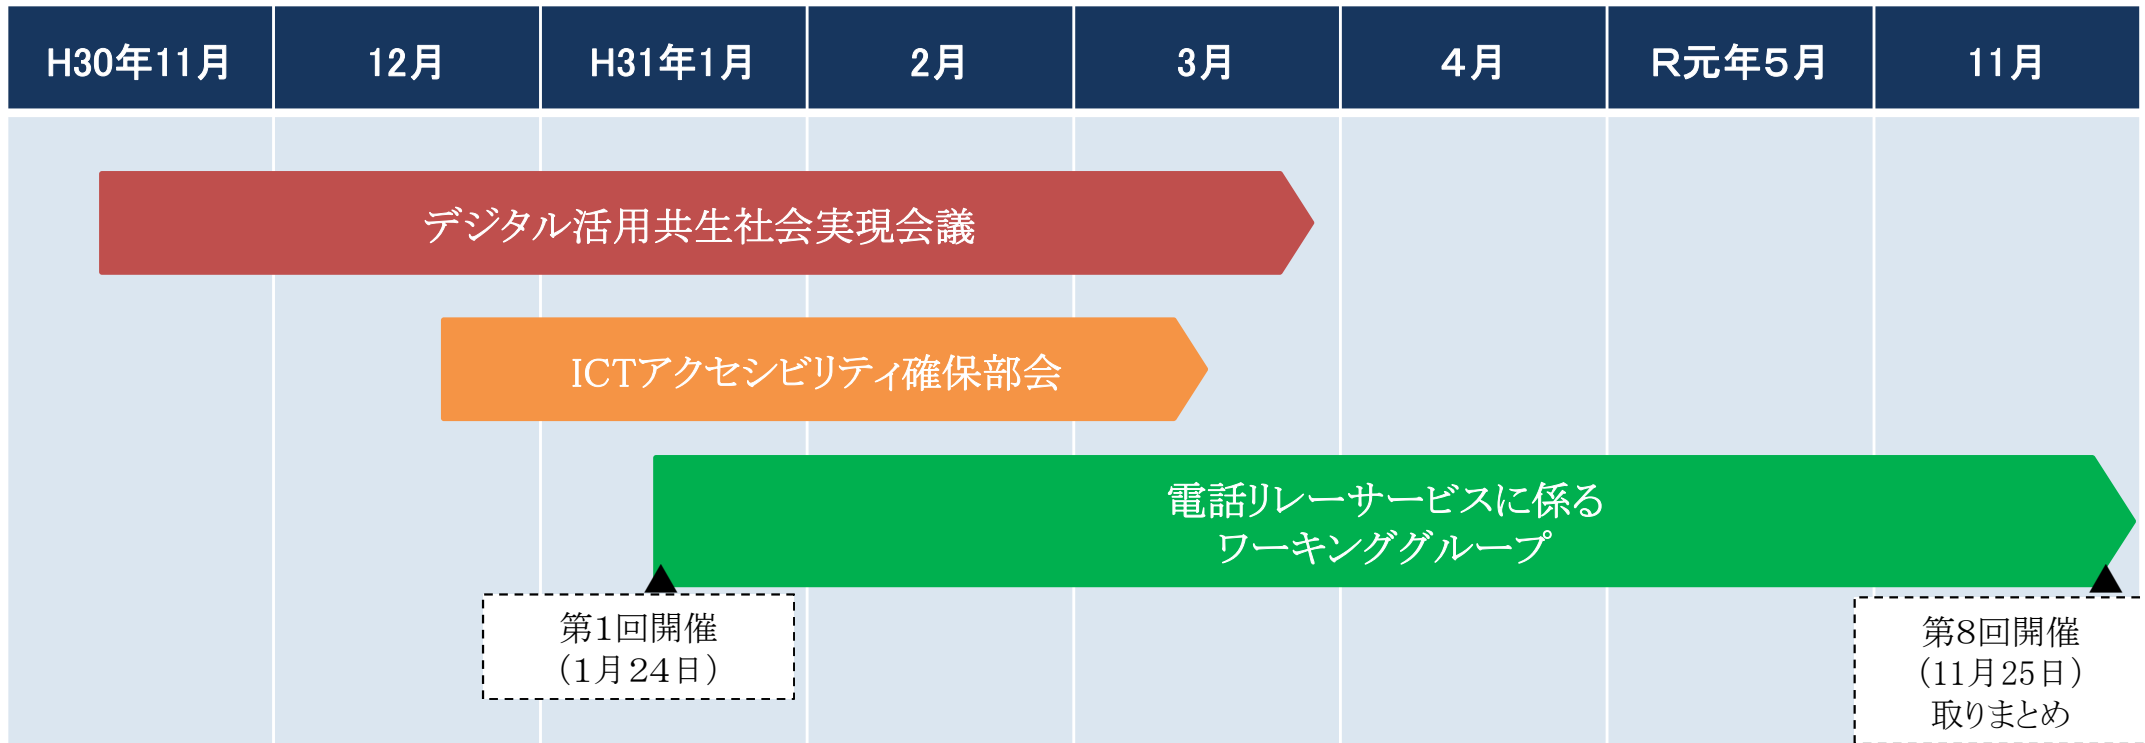 H30年11月
12月
H31年1月
2月
3月
４月
Ｒ元年５月
11月
デジタル活用共生社会実現会議
ICTアクセシビリティ確保部会
電話リレーサービスに係る
ワーキンググループ
第１回開催
（１月２４日）
第８回開催
（11月25日）
取りまとめ